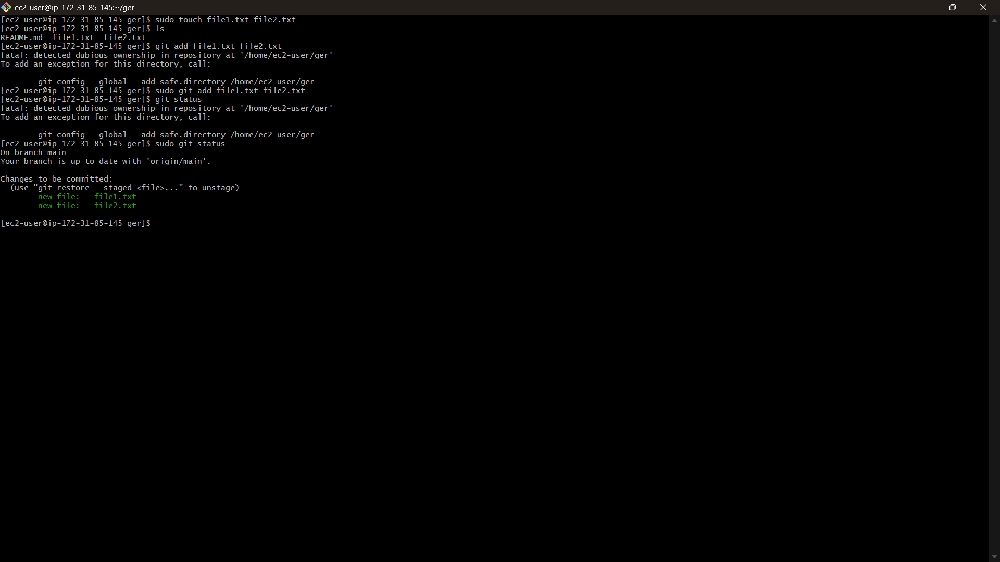 ec2-user@ip-172-31-85-145:~/ger
[ec2-user@ip-172-31-85-145 ger]$ sudo touch file1.txt file2.txt
[ec2-user@ip-172-31-85-145 ger]$ ls
README.md  file1.txt  file2.txt
[ec2-user@ip-172-31-85-145 ger]$ git add file1.txt file2.txt
fatal: detected dubious ownership in repository at '/home/ec2-user/ger'
To add an exception for this directory, call:
        git config --global --add safe.directory /home/ec2-user/ger
[ec2-user@ip-172-31-85-145 ger]$ sudo git add file1.txt file2.txt
[ec2-user@ip-172-31-85-145 ger]$ git status
fatal: detected dubious ownership in repository at '/home/ec2-user/ger'
To add an exception for this directory, call:
        git config --global --add safe.directory /home/ec2-user/ger
[ec2-user@ip-172-31-85-145 ger]$ sudo git status
On branch main
Your branch is up to date with 'origin/main'.
Changes to be committed:
  (use "git restore --staged <file>..." to unstage)
        new file:   file1.txt
        new file:   file2.txt
[ec2-user@ip-172-31-85-145 ger]$